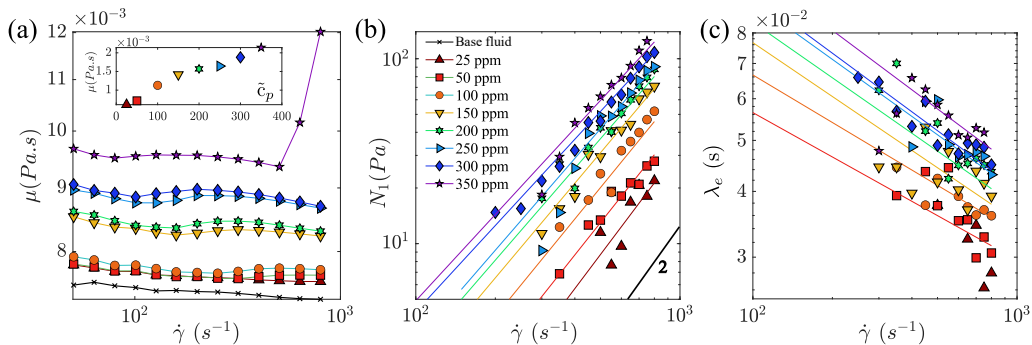 (a)
×10⁻³
12
11
10
9
8
μ(Pa.s)
10²
10³
γ̇ (s⁻¹)
×10⁻³
2
1.5
1
μ(Pa.s)
0
100
200
300
400
c̃ₚ
(b)
10²
10¹
N₁(Pa)
Base fluid
25 ppm
50 ppm
100 ppm
150 ppm
200 ppm
250 ppm
300 ppm
350 ppm
2
10²
10³
γ̇ (s⁻¹)
(c)
×10⁻²
8
7
6
5
4
3
λₑ (s)
10²
10³
γ̇ (s⁻¹)